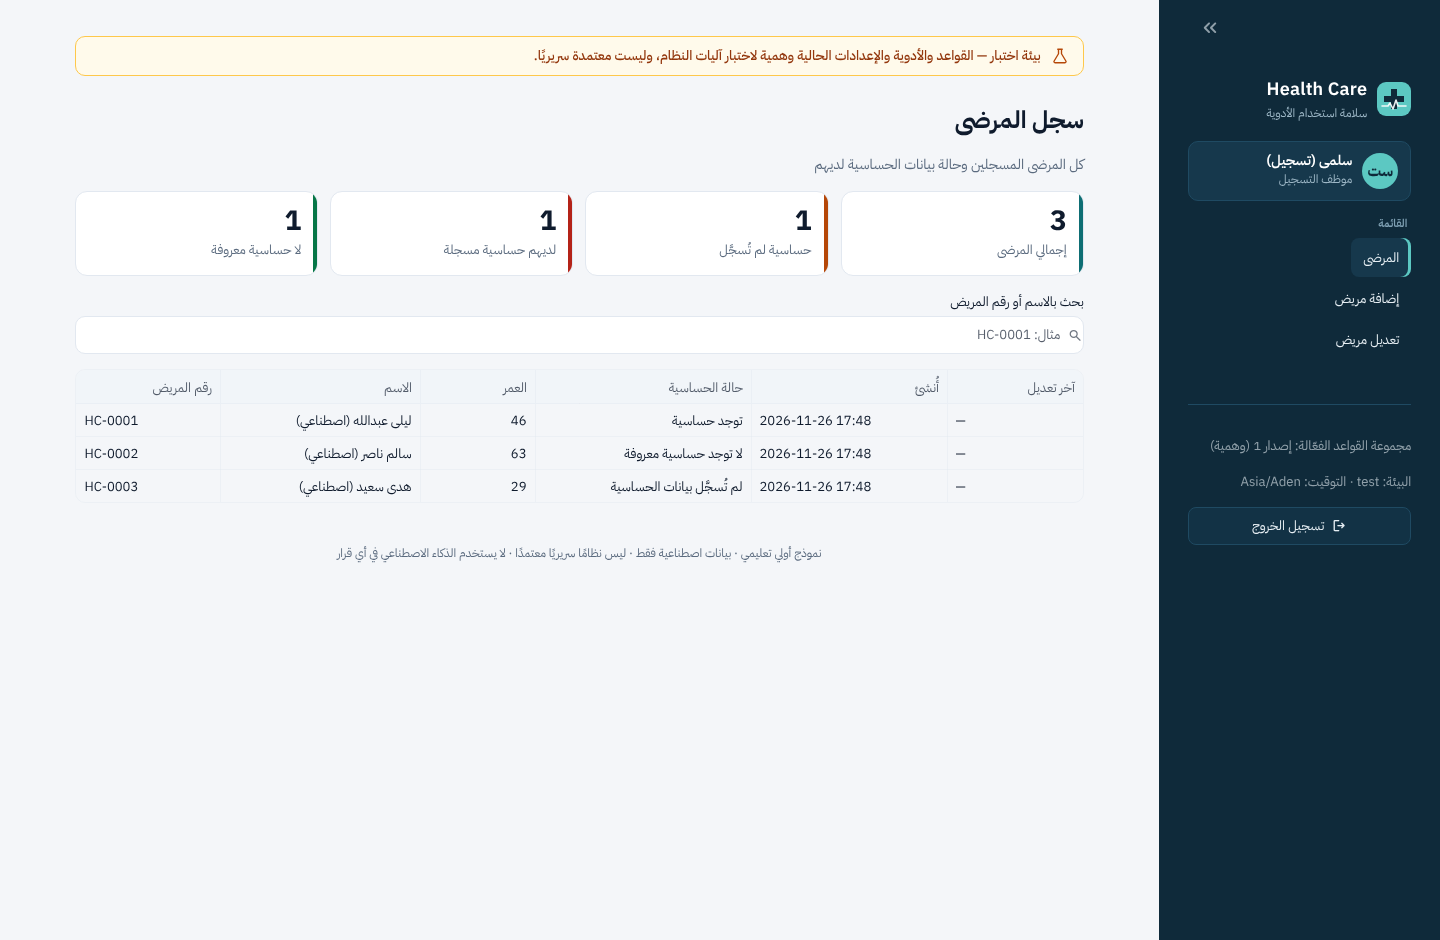 Health Care
سلامة استخدام الأدوية
ست
سلمى (تسجيل)
موظف التسجيل
القائمة
المرضى
إضافة مريض
تعديل مريض
مجموعة القواعد الفعّالة: إصدار 1 (وهمية)
البيئة: test · التوقيت: Asia/Aden
تسجيل الخروج
بيئة اختبار — القواعد والأدوية والإعدادات الحالية وهمية لاختبار آليات النظام، وليست معتمدة سريريًا.
سجل المرضى
كل المرضى المسجلين وحالة بيانات الحساسية لديهم
3
إجمالي المرضى
1
حساسية لم تُسجَّل
1
لديهم حساسية مسجلة
1
لا حساسية معروفة
بحث بالاسم أو رقم المريض
مثال: HC-0001
آخر تعديل أُنشئ حالة الحساسية العمر الاسم رقم المريض
— 2026-11-26 17:48 توجد حساسية 46 ليلى عبدالله (اصطناعي) HC-0001
— 2026-11-26 17:48 لا توجد حساسية معروفة 63 سالم ناصر (اصطناعي) HC-0002
— 2026-11-26 17:48 لم تُسجَّل بيانات الحساسية 29 هدى سعيد (اصطناعي) HC-0003
نموذج أولي تعليمي · بيانات اصطناعية فقط · ليس نظامًا سريريًا معتمدًا · لا يستخدم الذكاء الاصطناعي في أي قرار